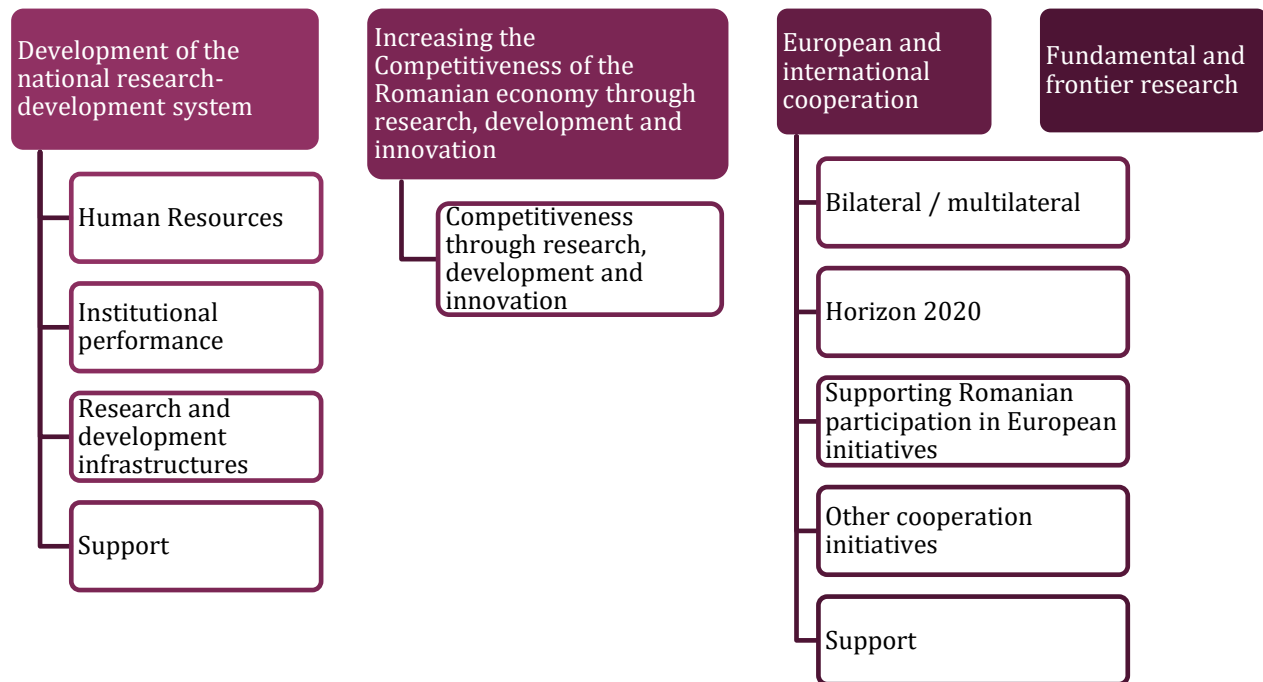 Development of the
national research-
development system
Human Resources
Institutional
performance
Research and
development
infrastructures
Support
Increasing the
Competitiveness of the
Romanian economy through
research, development and
innovation
Competitiveness
through research,
development and
innovation
European and
international
cooperation
Bilateral / multilateral
Horizon 2020
Supporting Romanian
participation in European
initiatives
Other cooperation
initiatives
Support
Fundamental and
frontier research